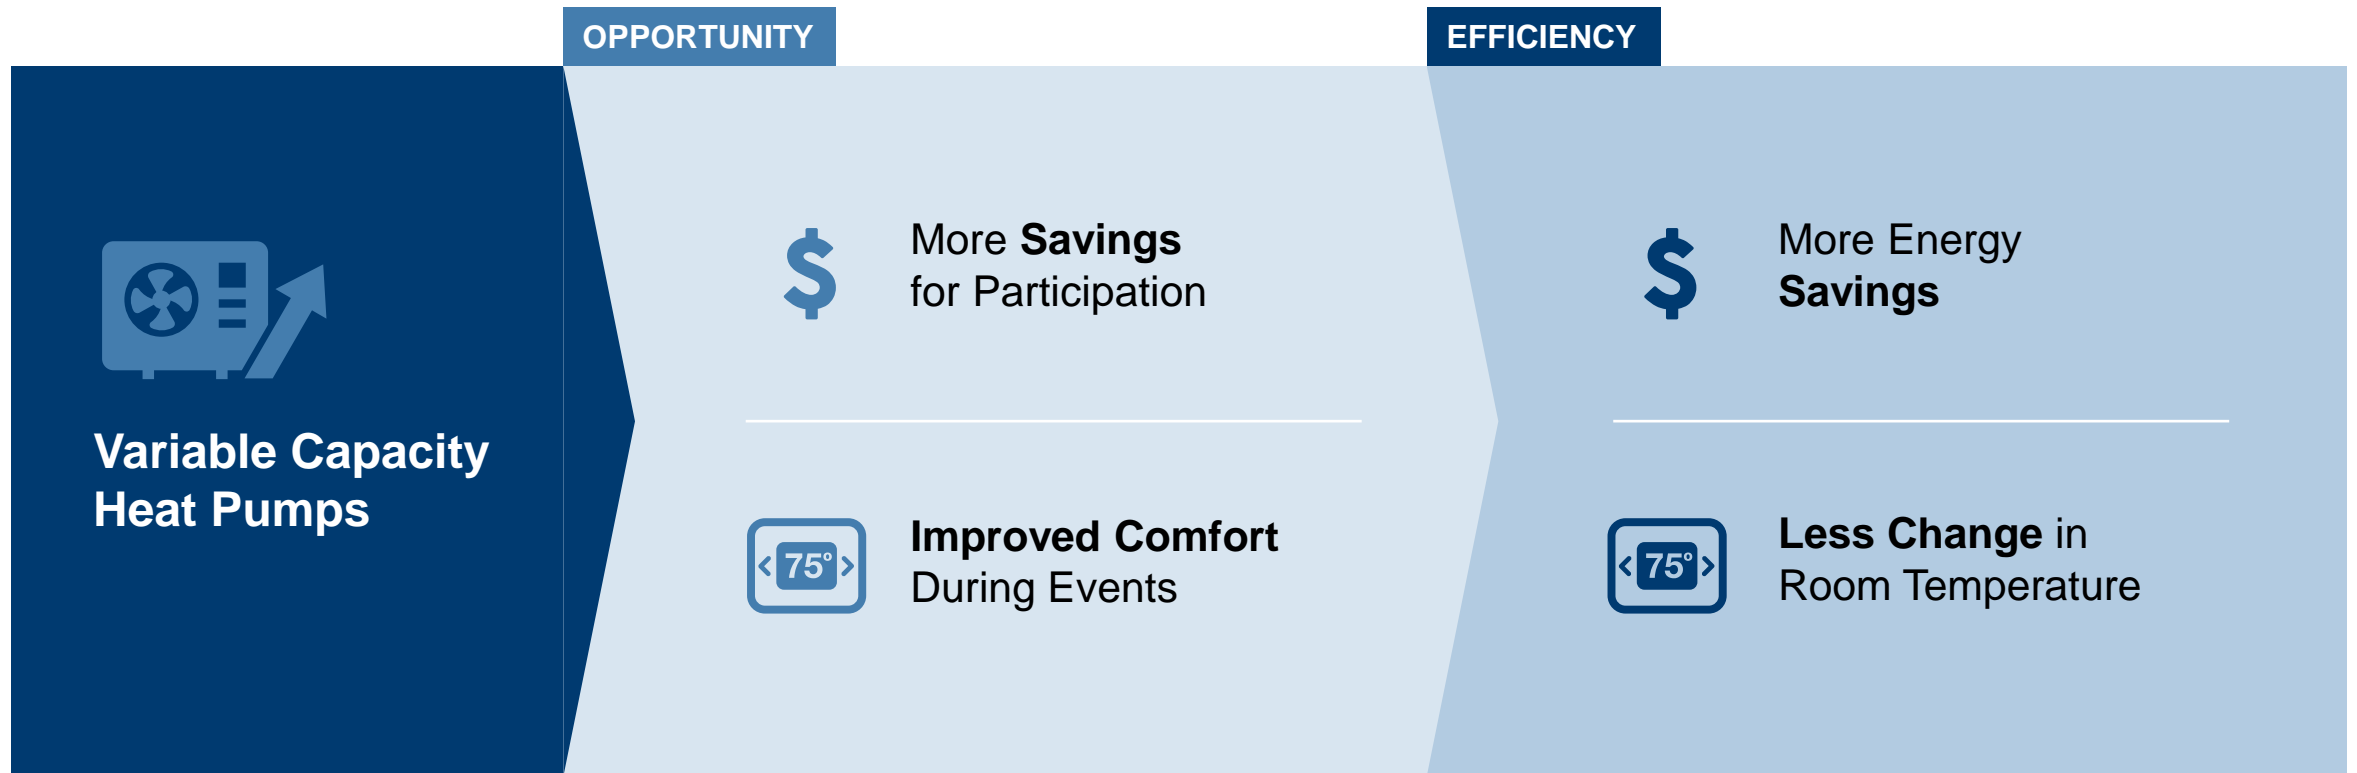 OPPORTUNITY
EFFICIENCY
Variable Capacity
Heat Pumps
More Savings
for Participation
75°
Improved Comfort
During Events
More Energy
Savings
75°
Less Change in
Room Temperature